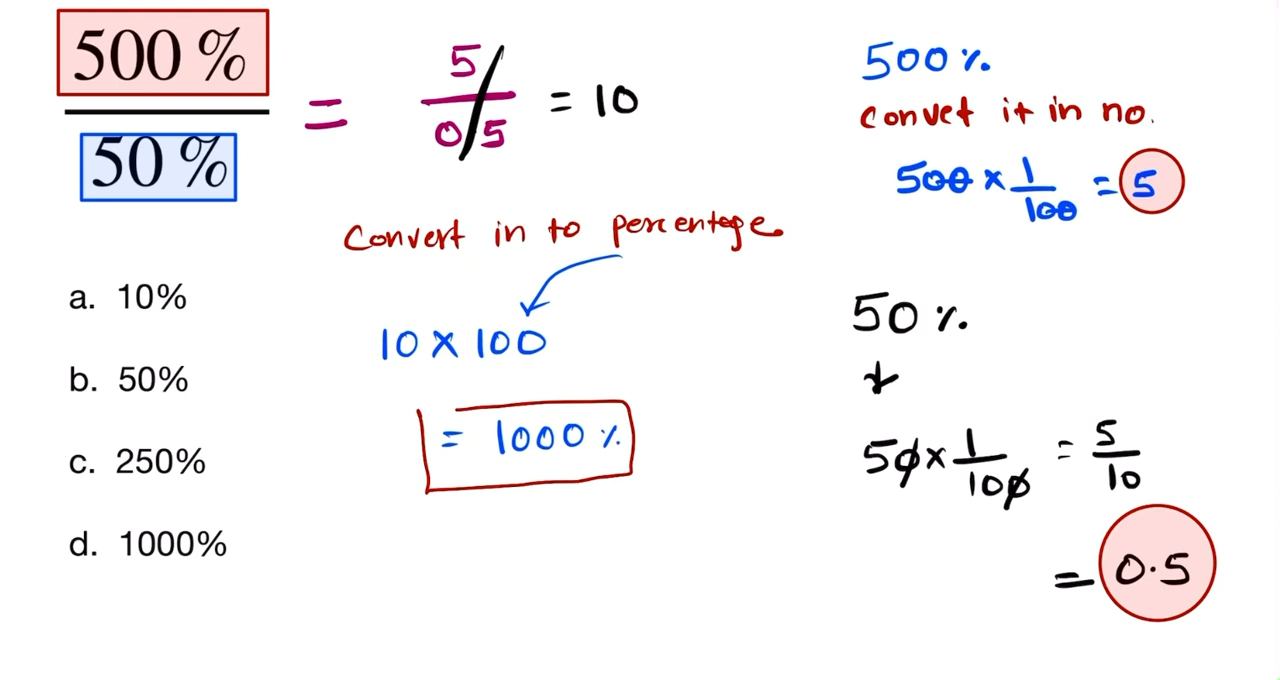 500 %
50 %
= 5/0.5 = 10
Convert in to percentage
10 × 100
= 1000 %
a. 10%
b. 50%
c. 250%
d. 1000%
500 %
convet it in no.
500 × 1/100 = 5
50 %
50 × 1/100 = 5/10
= 0.5